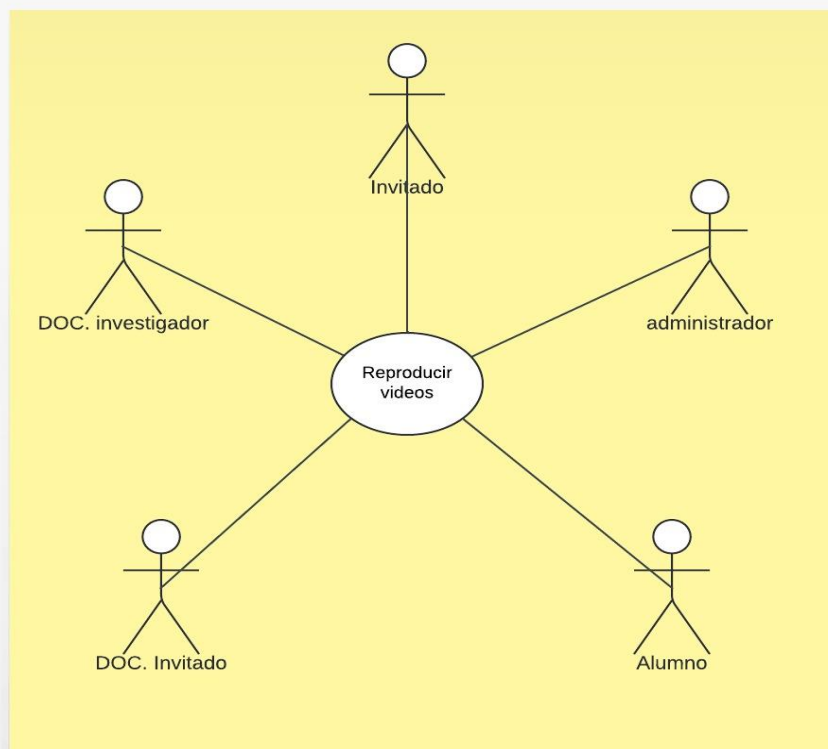 Invitado
DOC. investigador
administrador
Reproducir
videos
DOC. Invitado
Alumno